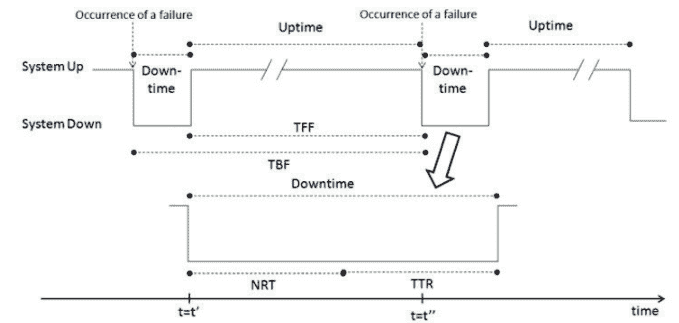 Occurrence of a failure
Occurrence of a failure
Uptime
Uptime
System Up
Down-
time
Down-
time
System Down
TFF
TBF
Downtime
NRT
TTR
t=t'
t=t''
time